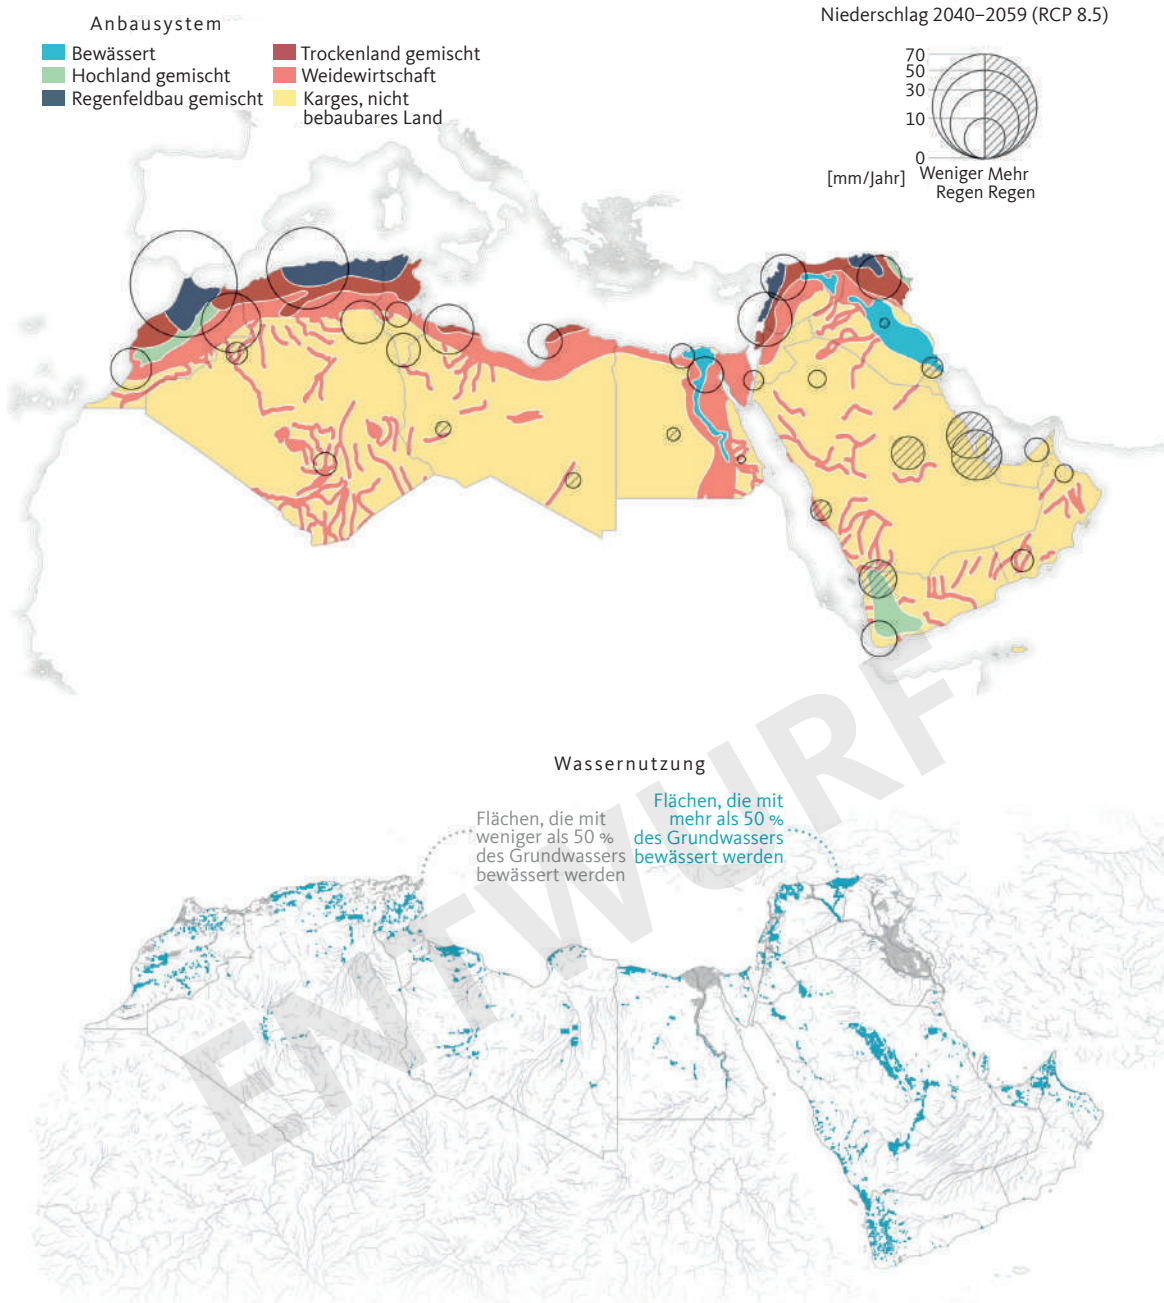 Anbausystem
Bewässert
Hochland gemischt
Regenfeldbau gemischt
Trockenland gemischt
Weidewirtschaft
Karges, nicht
bebaubares Land
Niederschlag 2040–2059 (RCP 8.5)
70
50
30
10
0
[mm/Jahr]
Weniger Mehr
Regen Regen
Wassernutzung
Flächen, die mit
weniger als 50 %
des Grundwassers
bewässert werden
Flächen, die mit
mehr als 50 %
des Grundwassers
bewässert werden
ENTWURF